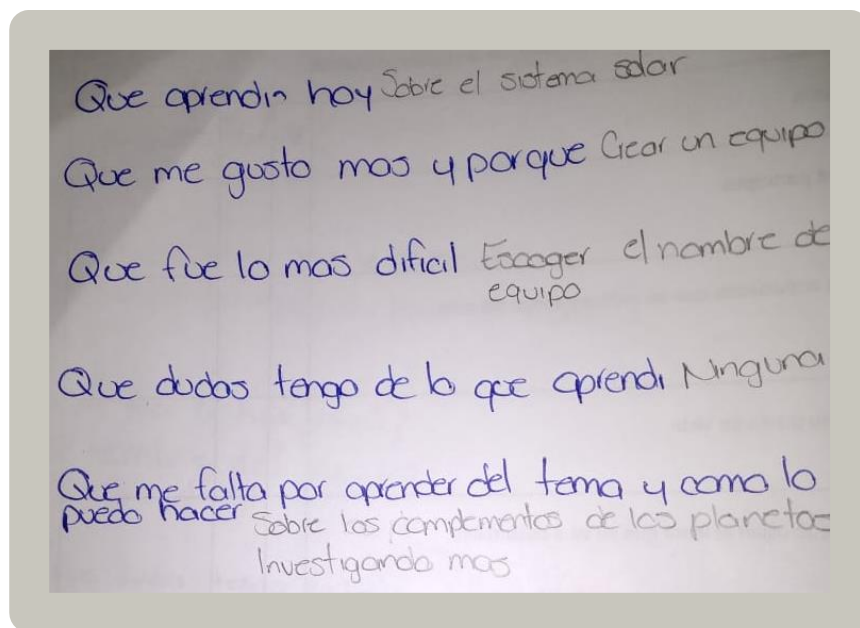 Que aprendi hoy Sobre el sistema solar
Que me gusto mas y porque Crear un equipo
Que fue lo mas dificil Escoger el nombre de
equipo
Que dudas tengo de lo que aprendi Ninguna
Que me falta por aprender del tema y como lo
puedo hacer Sobre los complementos de los planetas
Investigando mas